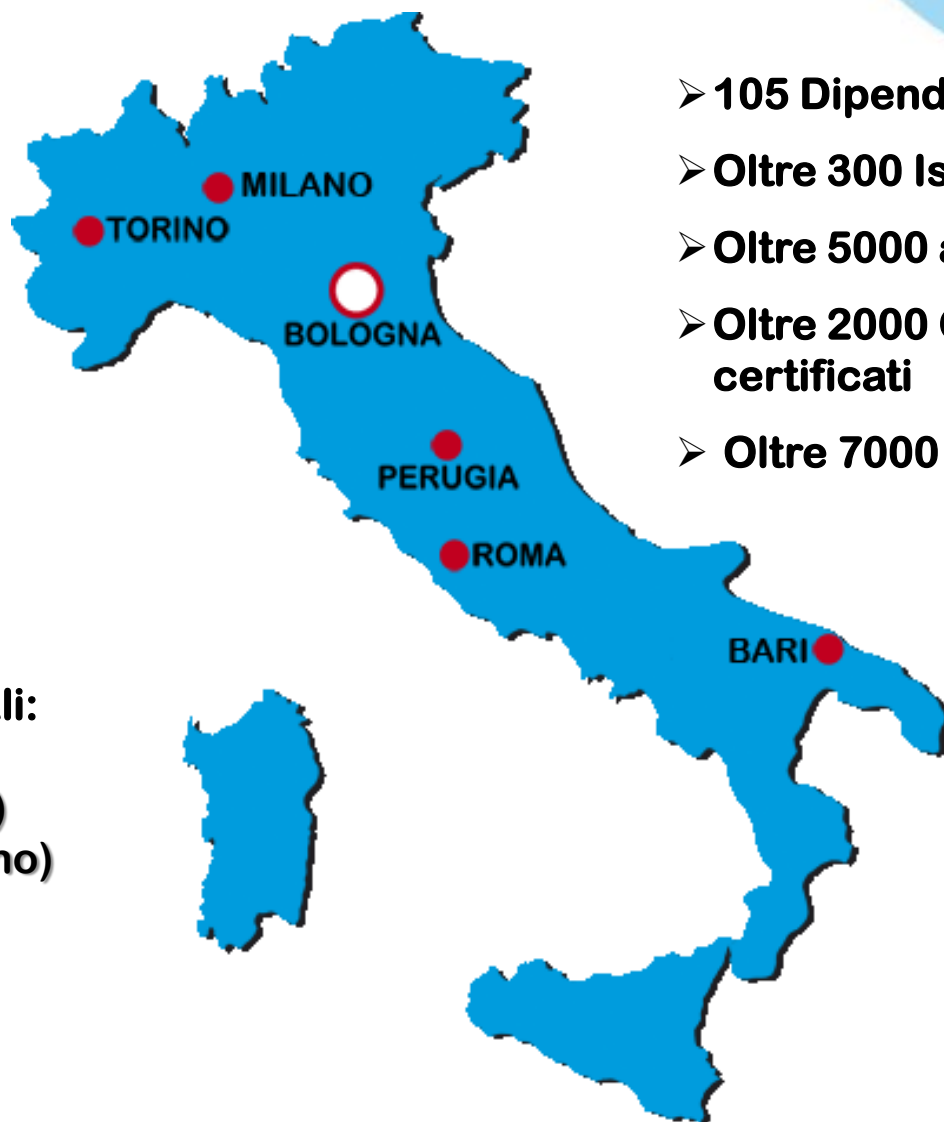 ➢ 105 Dipend
➢ Oltre 300 Is
➢ Oltre 5000 a
➢ Oltre 2000
certificati
➢ Oltre 7000
MILANO
TORINO
BOLOGNA
PERUGIA
ROMA
BARI
li:
)
no)